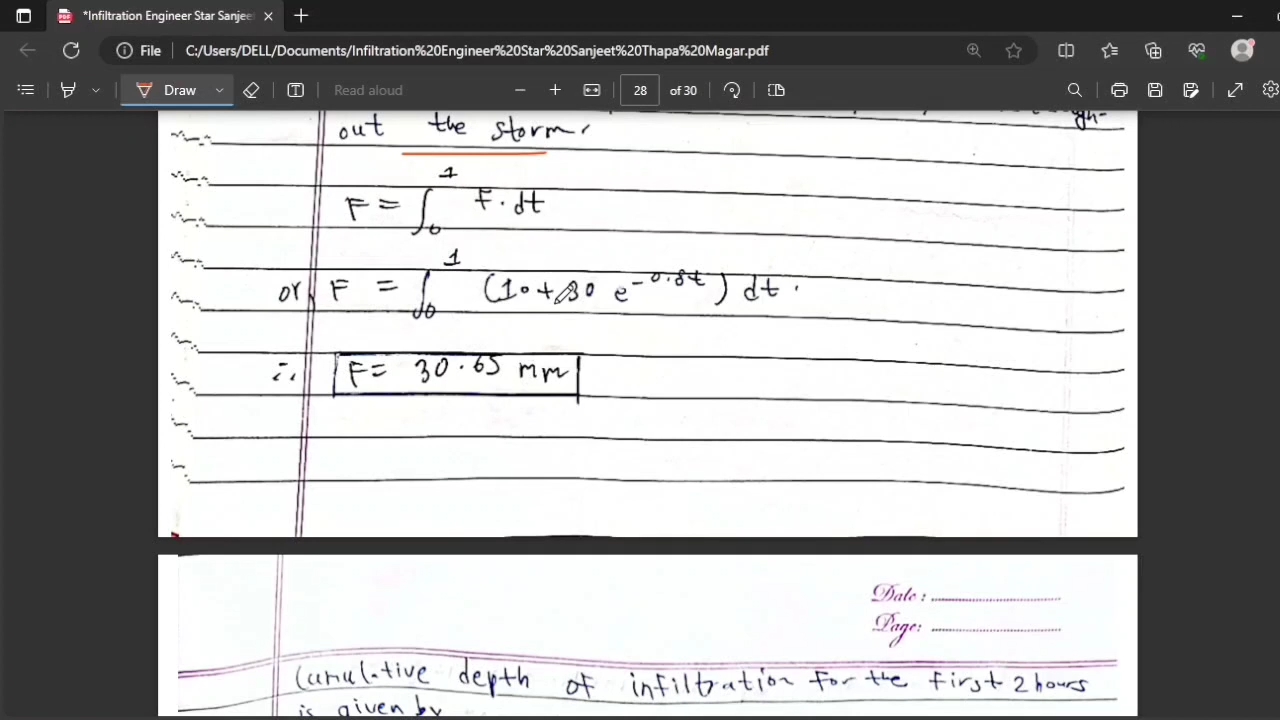 *Infiltration Engineer Star Sanjee
File
C:/Users/DELL/Documents/Infiltration%20Engineer%20Star%20Sanjeet%20Thapa%20Magar.pdf
Draw
Read aloud
28 of 30
out the storm.
F = ∫₀¹ F. dt
or, F = ∫₀¹ (10+30 e^-0.8t) dt.
∴ F = 30.65 mm
Date :
Page:
Cumulative depth of infiltration for the first 2 hours
is given by